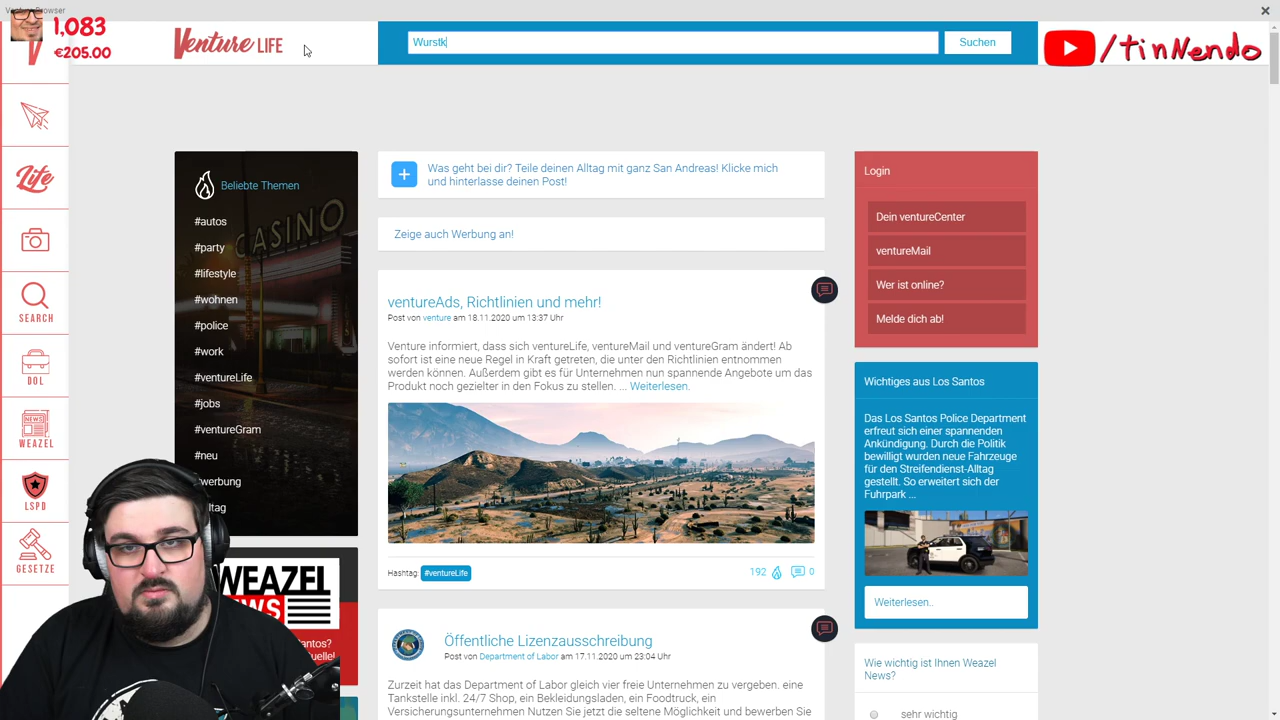 Browser
1,083
€205.00
Venture LIFE
Wurstk
Suchen
/tinNendo
Life
SEARCH
DOL
NEWS
WEAZEL
LSPD
GESETZE
Beliebte Themen
#autos
#party
#lifestyle
#wohnen
#police
#work
#ventureLife
#jobs
#ventureGram
#neu
werbung
ltag
CASINO
WEAZEL
NEWS
antos?
uelle!
Was geht bei dir? Teile deinen Alltag mit ganz San Andreas! Klicke mich
und hinterlasse deinen Post!
Zeige auch Werbung an!
ventureAds, Richtlinien und mehr!
Post von venture am 18.11.2020 um 13:37 Uhr
Venture informiert, dass sich ventureLife, ventureMail und ventureGram ändert! Ab
sofort ist eine neue Regel in Kraft getreten, die unter den Richtlinien entnommen
werden können. Außerdem gibt es für Unternehmen nun spannende Angebote um das
Produkt noch gezielter in den Fokus zu stellen. ... Weiterlesen.
Hashtag: #ventureLife
192
0
Öffentliche Lizenzausschreibung
Post von Department of Labor am 17.11.2020 um 23:04 Uhr
Zurzeit hat das Department of Labor gleich vier freie Unternehmen zu vergeben. eine
Tankstelle inkl. 24/7 Shop, ein Bekleidungsladen, ein Foodtruck, ein
Versicherungsunternehmen Nutzen Sie jetzt die seltene Möglichkeit und bewerben Sie
Login
Dein ventureCenter
ventureMail
Wer ist online?
Melde dich ab!
Wichtiges aus Los Santos
Das Los Santos Police Department
erfreut sich einer spannenden
Ankündigung. Durch die Politik
bewilligt wurden neue Fahrzeuge
für den Streifendienst-Alltag
gestellt. So erweitert sich der
Fuhrpark ...
Weiterlesen..
Wie wichtig ist Ihnen Weazel
News?
sehr wichtig